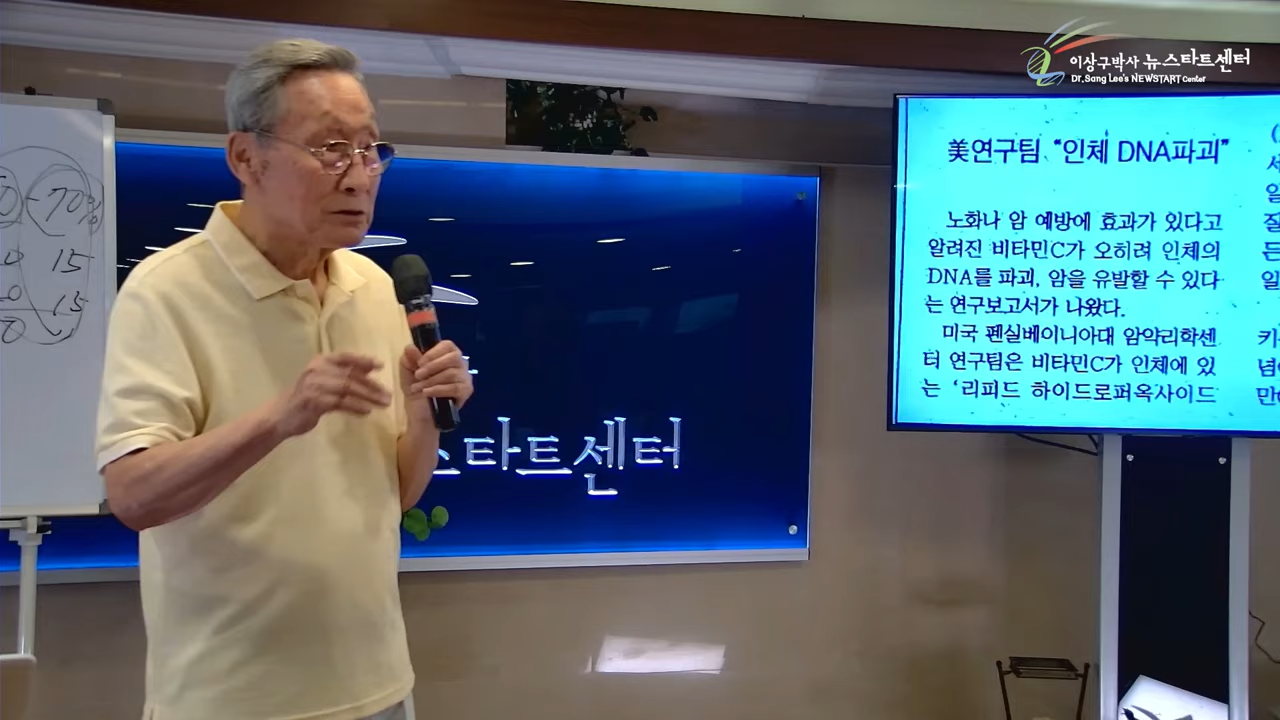 이상구박사 뉴스타트센터
Dr. Sang Lee's NEWSTART Center
-70%
15
15
스타트센터
美연구팀 “인체 DNA파괴”
노화나 암 예방에 효과가 있다고
알려진 비타민C가 오히려 인체의
DNA를 파괴, 암을 유발할 수 있다
는 연구보고서가 나왔다.
미국 펜실베이니아대 암약리학센
터 연구팀은 비타민C가 인체에 있
는 ‘리피드 하이드로퍼옥사이드